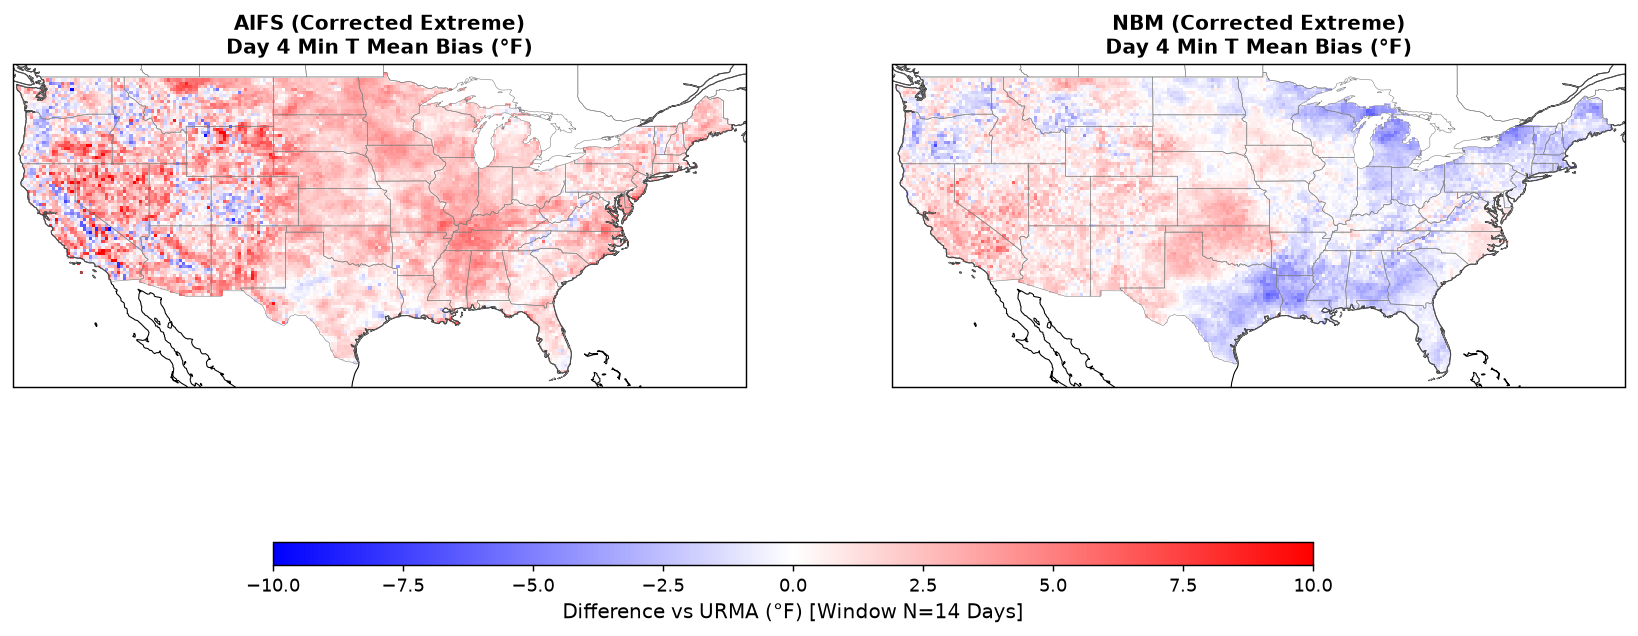 AIFS (Corrected Extreme)
Day 4 Min T Mean Bias (°F)
NBM (Corrected Extreme)
Day 4 Min T Mean Bias (°F)
−10.0 −7.5 −5.0 −2.5 0.0 2.5 5.0 7.5 10.0
Difference vs URMA (°F) [Window N=14 Days]